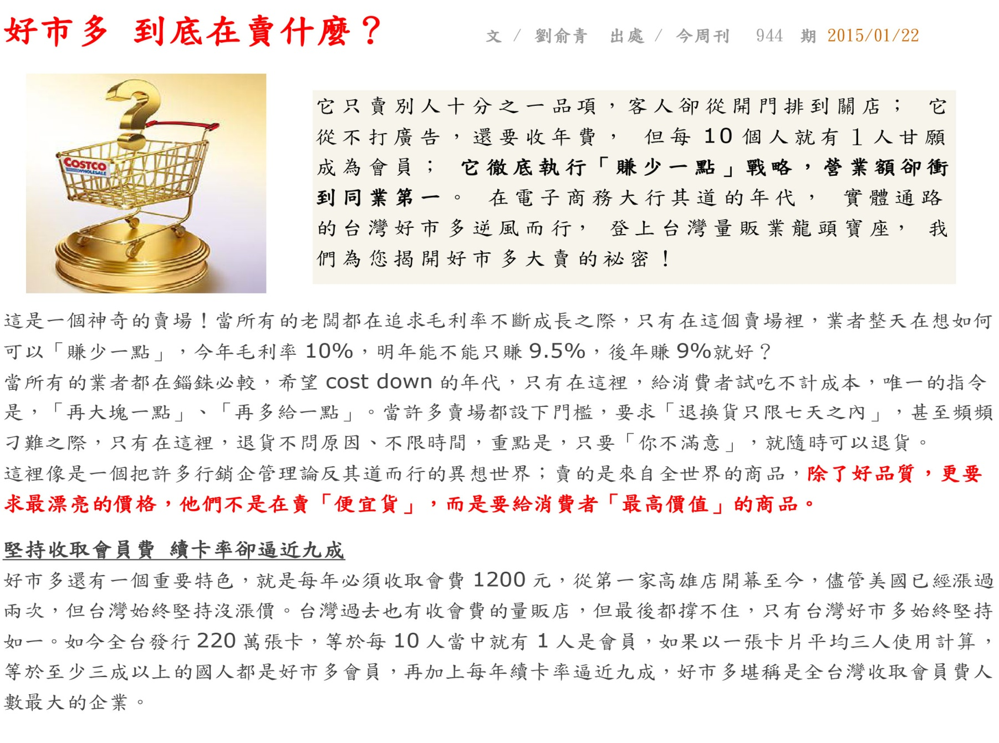 好市多 到底在賣什麼？
文 / 劉俞青 出處 / 今周刊 944 期 2015/01/22
COSTCO
WHOLESALE
它只賣別人十分之一品項，客人卻從開門排到關店； 它
從不打廣告，還要收年費， 但每 10 個人就有 1 人甘願
成為會員； 它徹底執行「賺少一點」戰略，營業額卻衝
到同業第一。 在電子商務大行其道的年代， 實體通路
的台灣好市多逆風而行， 登上台灣量販業龍頭寶座， 我
們為您揭開好市多大賣的祕密！
這是一個神奇的賣場！當所有的老闆都在追求毛利率不斷成長之際，只有在這個賣場裡，業者整天在想如何
可以「賺少一點」，今年毛利率 10%，明年能不能只賺 9.5%，後年賺 9%就好？
當所有的業者都在錙銖必較，希望 cost down 的年代，只有在這裡，給消費者試吃不計成本，唯一的指令
是，「再大塊一點」、「再多給一點」。當許多賣場都設下門檻，要求「退換貨只限七天之內」，甚至頻頻
刁難之際，只有在這裡，退貨不問原因、不限時間，重點是，只要「你不滿意」，就隨時可以退貨。
這裡像是一個把許多行銷企管理論反其道而行的異想世界；賣的是來自全世界的商品，除了好品質，更要
求最漂亮的價格，他們不是在賣「便宜貨」，而是要給消費者「最高價值」的商品。
堅持收取會員費 續卡率卻逼近九成
好市多還有一個重要特色，就是每年必須收取會費 1200 元，從第一家高雄店開幕至今，儘管美國已經漲過
兩次，但台灣始終堅持沒漲價。台灣過去也有收會費的量販店，但最後都撐不住，只有台灣好市多始終堅持
如一。如今全台發行 220 萬張卡，等於每 10 人當中就有 1 人是會員，如果以一張卡片平均三人使用計算，
等於至少三成以上的國人都是好市多會員，再加上每年續卡率逼近九成，好市多堪稱是全台灣收取會員費人
數最大的企業。